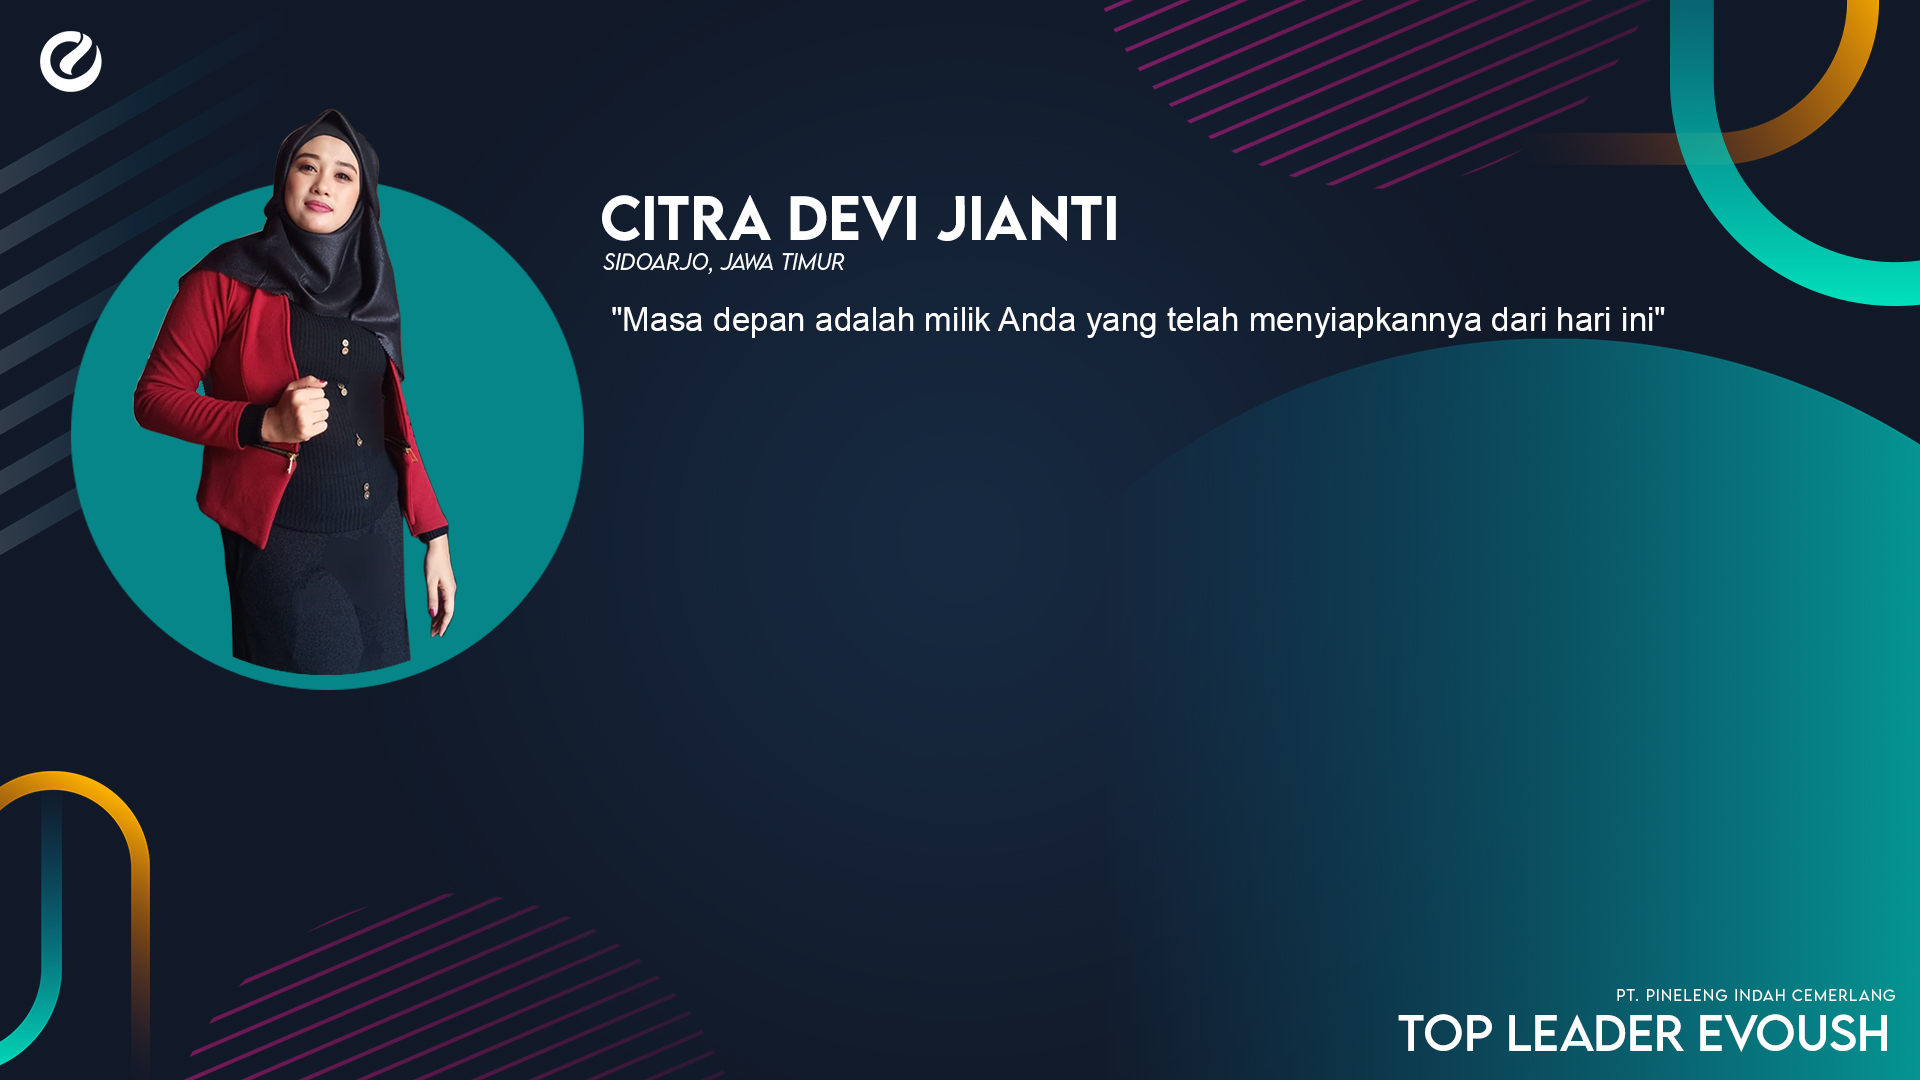 CITRA DEVI JIANTI
SIDOARJO, JAWA TIMUR
"Masa depan adalah milik Anda yang telah menyiapkannya dari hari ini"
PT. PINELENG INDAH CEMERLANG
TOP LEADER EVOUSH